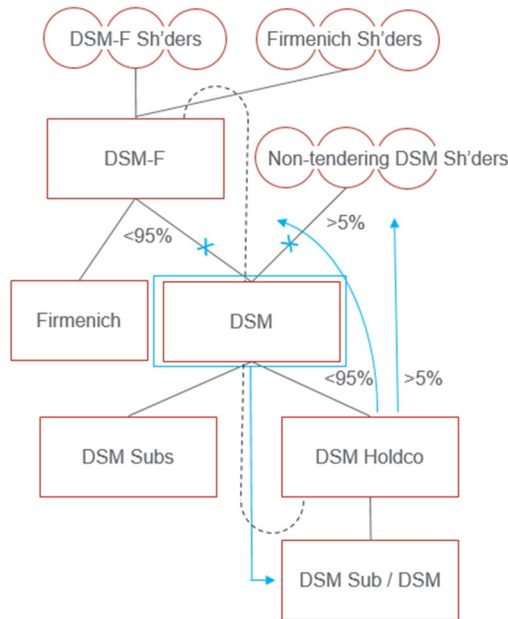 DSM-F Sh'ders
Firmenich Sh'ders
DSM-F
Non-tendering DSM Sh'ders
<95%
>5%
Firmenich
DSM
<95%
>5%
DSM Subs
DSM Holdco
DSM Sub / DSM